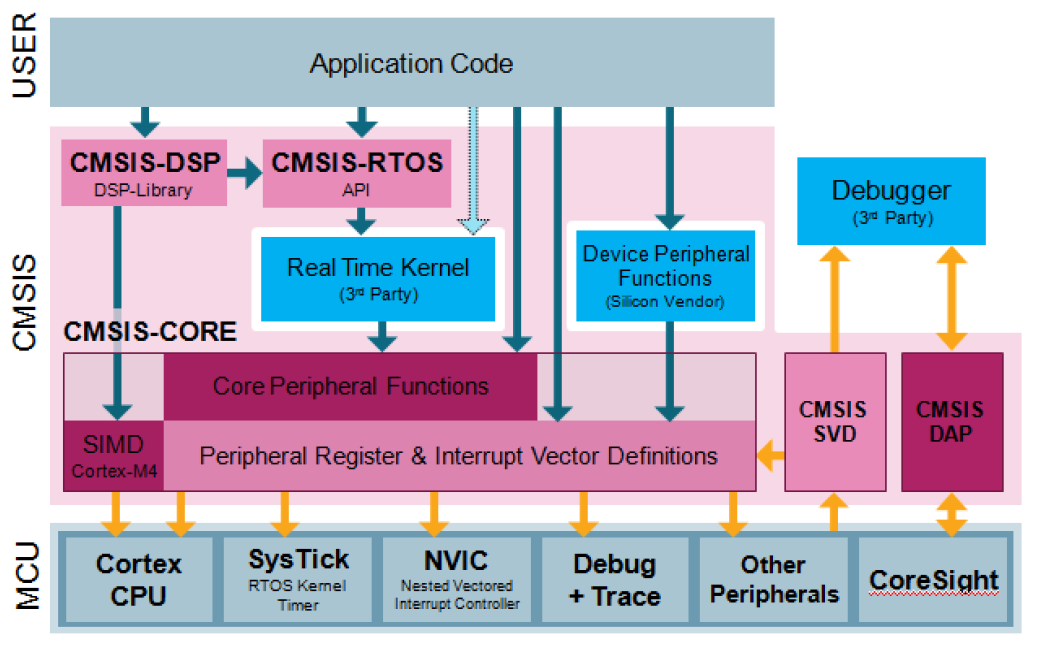 USER
Application Code
CMSIS
CMSIS-DSP
DSP-Library
CMSIS-RTOS
API
Debugger
(3rd Party)
Real Time Kernel
(3rd Party)
Device Peripheral
Functions
(Silicon Vendor)
CMSIS-CORE
Core Peripheral Functions
CMSIS
SVD
CMSIS
DAP
SIMD
Cortex-M4
Peripheral Register & Interrupt Vector Definitions
MCU
Cortex
CPU
SysTick
RTOS Kernel
Timer
NVIC
Nested Vectored
Interrupt Controller
Debug
+ Trace
Other
Peripherals
CoreSight